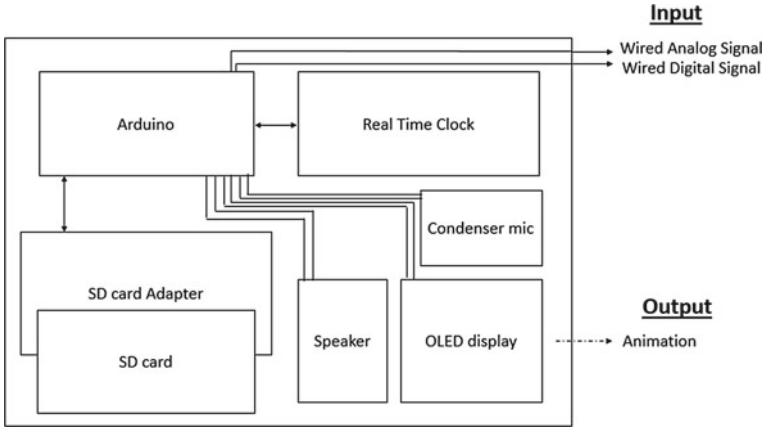 Input
Wired Analog Signal
Wired Digital Signal
Arduino
Real Time Clock
Condenser mic
SD card Adapter
SD card
Speaker
OLED display
Output
Animation